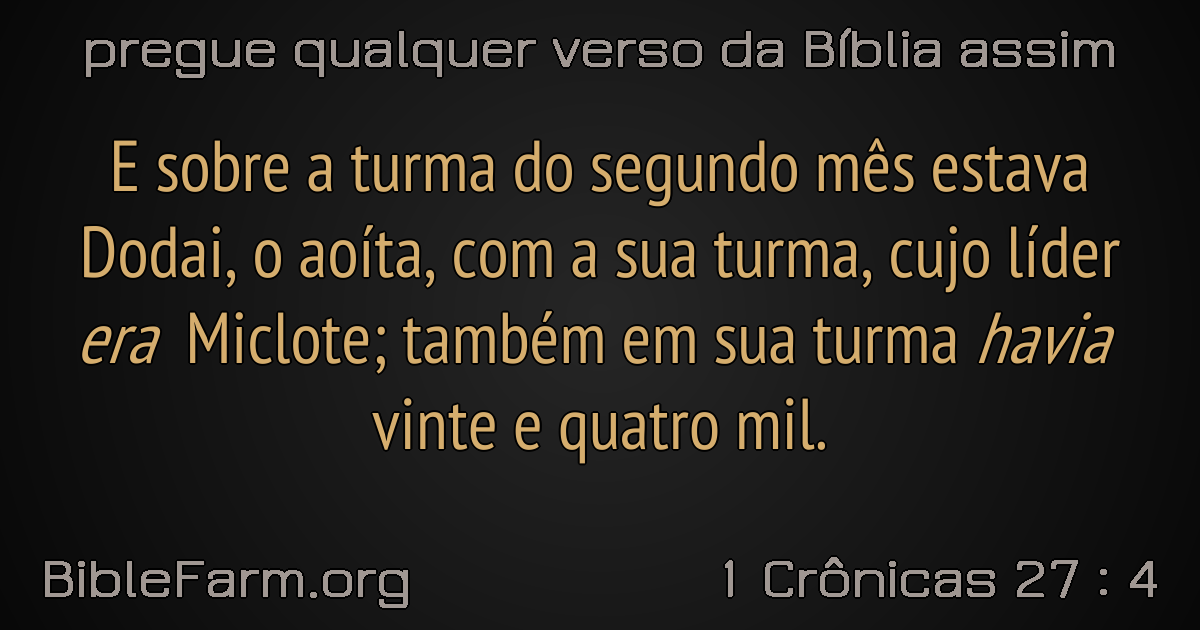 pregue qualquer verso da Bíblia assim
E sobre a turma do segundo mês estava
Dodai, o aoíta, com a sua turma, cujo líder
era Miclote; também em sua turma havia
vinte e quatro mil.
BibleFarm.org
1 Crônicas 27 : 4